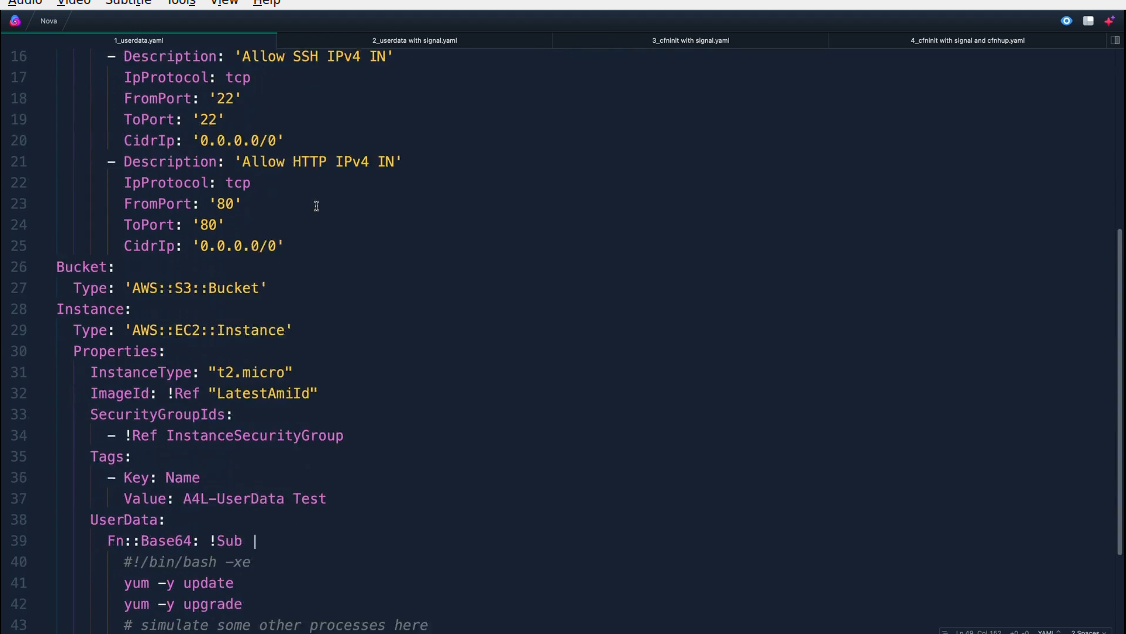 Audio Video Subtitle Tools View Help
Nova
1_userdata.yaml 2_userdata with signal.yaml 3_cfninit with signal.yaml 4_cfninit with signal and cfnhup.yaml
16 - Description: 'Allow SSH IPv4 IN'
17 IpProtocol: tcp
18 FromPort: '22'
19 ToPort: '22'
20 CidrIp: '0.0.0.0/0'
21 - Description: 'Allow HTTP IPv4 IN'
22 IpProtocol: tcp
23 FromPort: '80'
24 ToPort: '80'
25 CidrIp: '0.0.0.0/0'
26 Bucket:
27 Type: 'AWS::S3::Bucket'
28 Instance:
29 Type: 'AWS::EC2::Instance'
30 Properties:
31 InstanceType: "t2.micro"
32 ImageId: !Ref "LatestAmiId"
33 SecurityGroupIds:
34 - !Ref InstanceSecurityGroup
35 Tags:
36 - Key: Name
37 Value: A4L-UserData Test
38 UserData:
39 Fn::Base64: !Sub |
40 #!/bin/bash -xe
41 yum -y update
42 yum -y upgrade
43 # simulate some other processes here